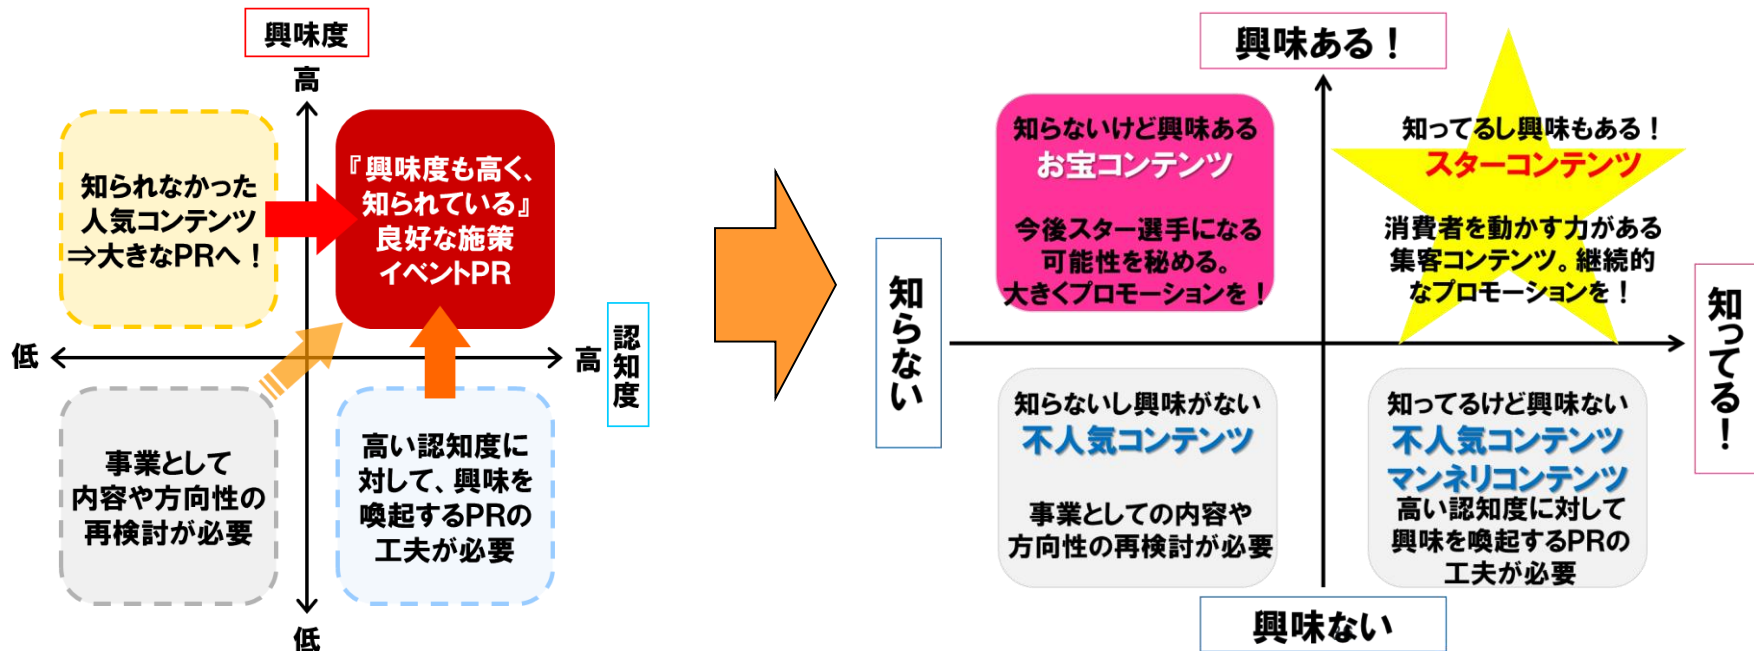 興味度
高
知られなかった
人気コンテンツ
⇒大きなPRへ！
『興味度も高く、
知られている』
良好な施策
イベントPR
低
高
認知度
事業として
内容や方向性の
再検討が必要
高い認知度に
対して、興味を
喚起するPRの
工夫が必要
低
興味ある！
知らないけど興味ある
お宝コンテンツ
今後スター選手になる
可能性を秘める。
大きくプロモーションを！
知ってるし興味もある！
スターコンテンツ
消費者を動かす力がある
集客コンテンツ。継続的
なプロモーションを！
知らない
知ってる！
知らないし興味がない
不人気コンテンツ
事業としての内容や
方向性の再検討が必要
知ってるけど興味ない
不人気コンテンツ
マンネリコンテンツ
高い認知度に対して
興味を喚起するPRの
工夫が必要
興味ない